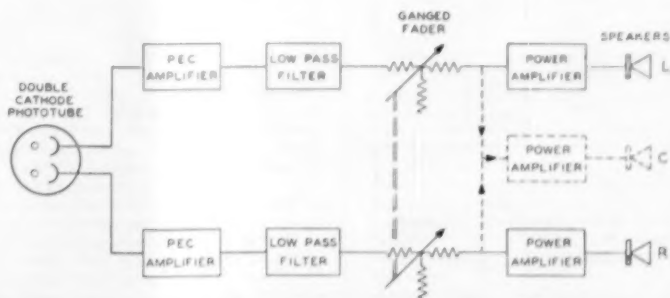 GANGED
FADER
SPEAKERS
PEC
AMPLIFIER
LOW PASS
FILTER
POWER
AMPLIFIER
L
DOUBLE
CATHODE
PHOTOTUBE
POWER
AMPLIFIER
C
PEC
AMPLIFIER
LOW PASS
FILTER
POWER
AMPLIFIER
R